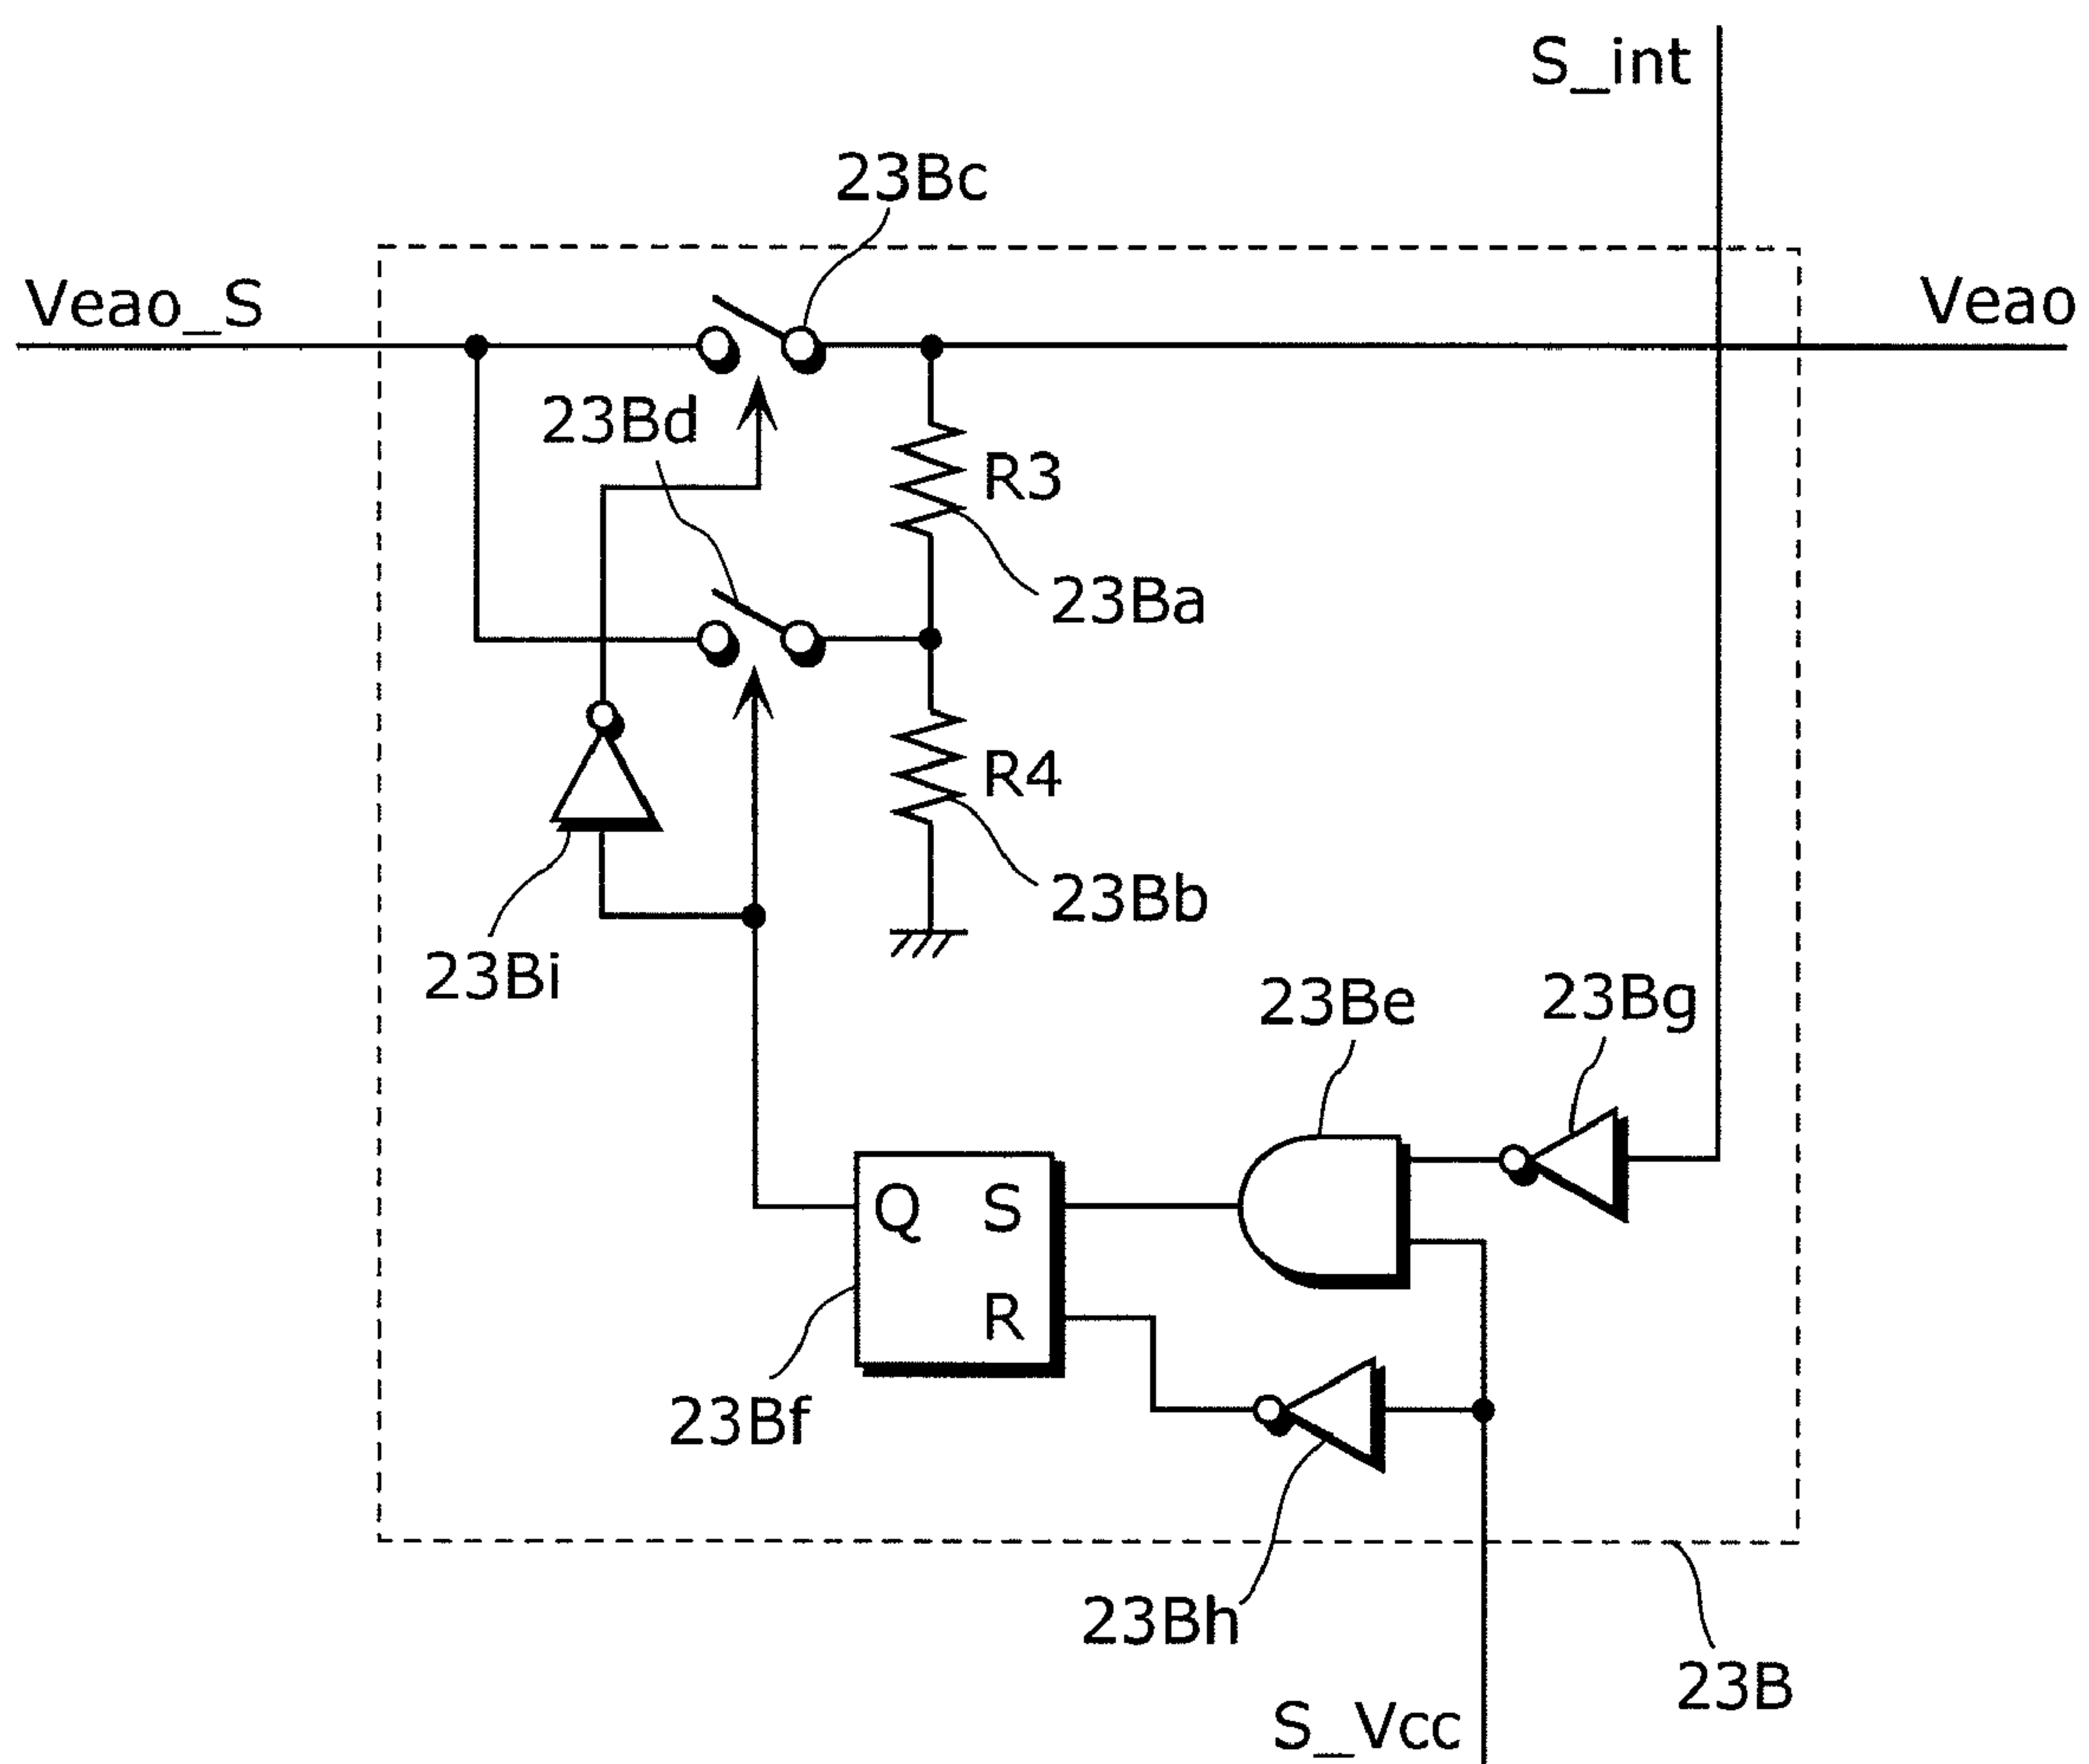 S_int
23Bc
Veao_S
Veao
23Bd
R3
23Ba
R4
23Bb
23Bi
23Be
23Bg
Q S
R
23Bf
23Bh
23B
S_Vcc